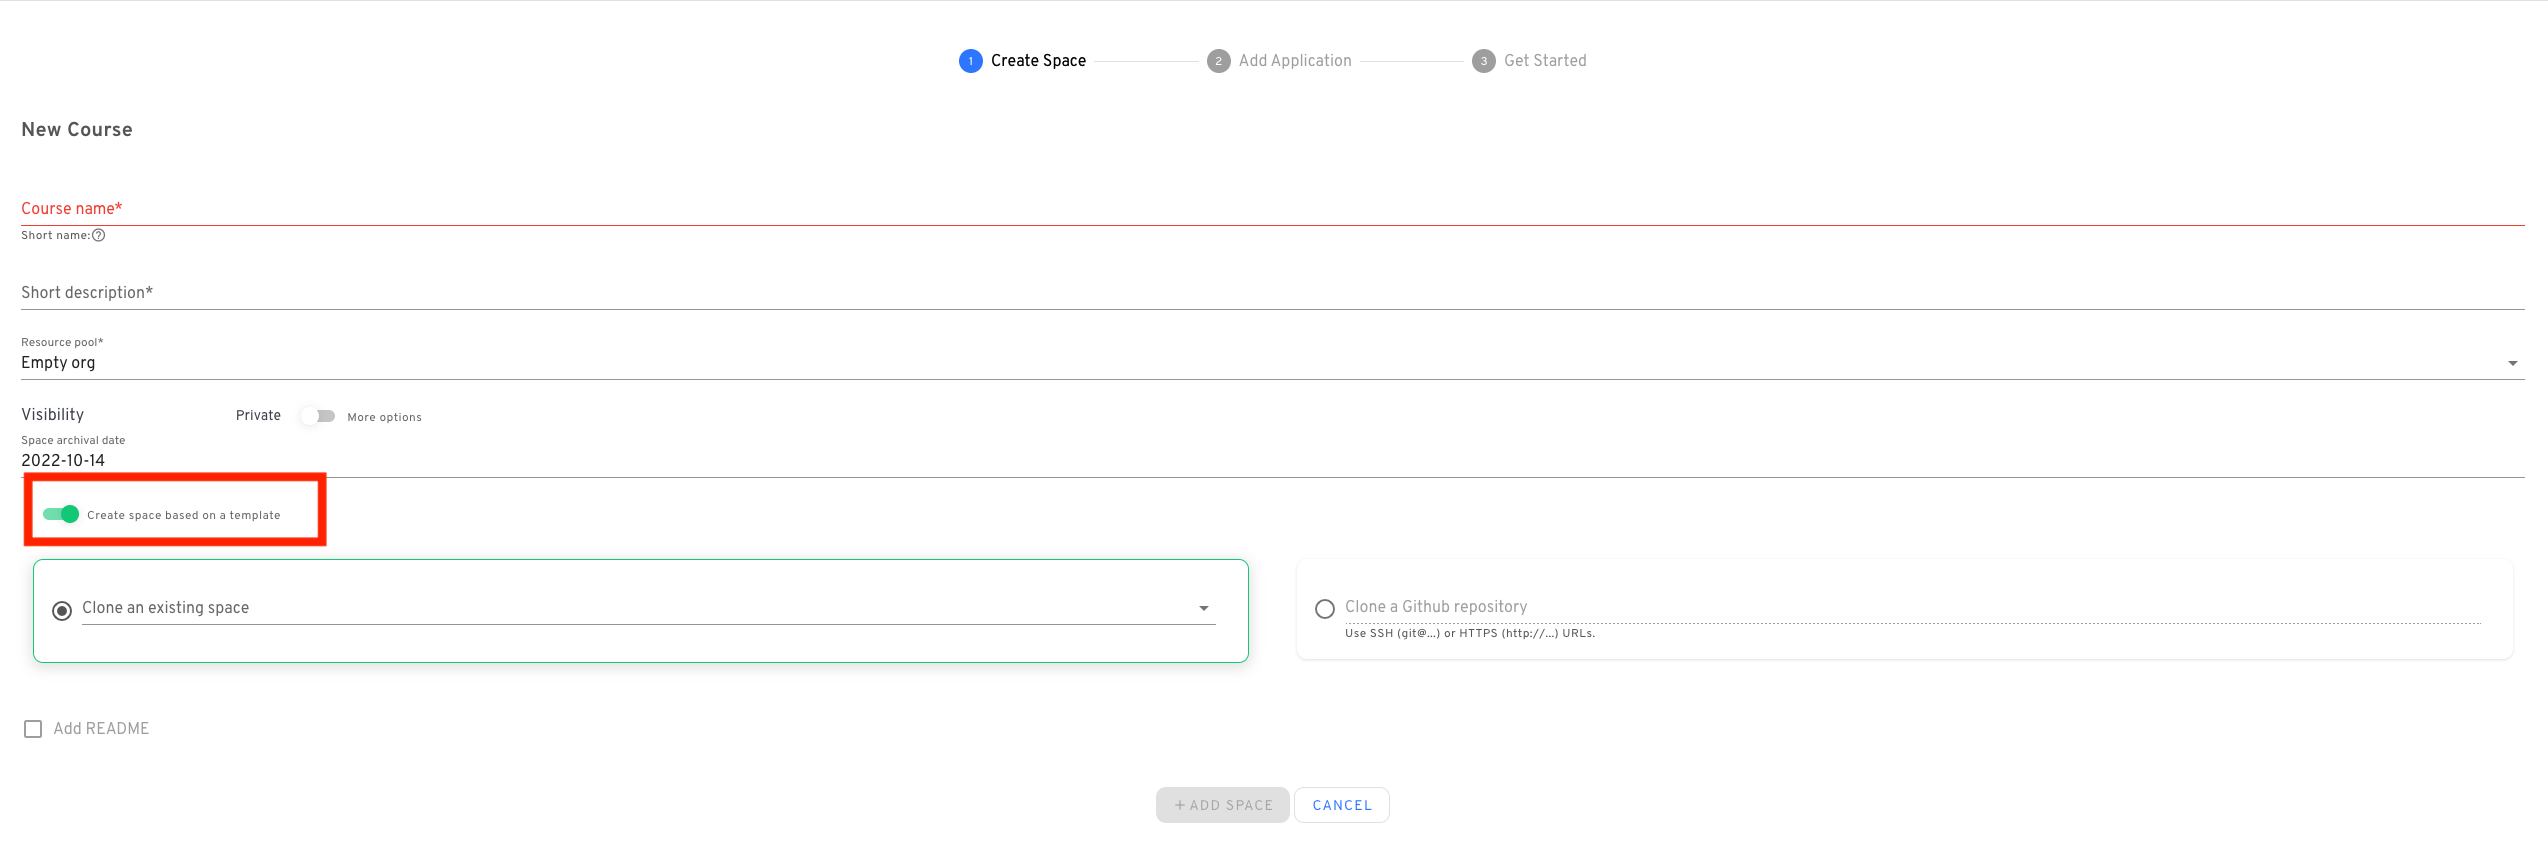 1 Create Space 2 Add Application 3 Get Started
New Course
Course name*
Short name:
Short description*
Resource pool*
Empty org
Visibility Private More options
Space archival date
2022-10-14
Create space based on a template
Clone an existing space
Clone a Github repository
Use SSH (git@...) or HTTPS (http://...) URLs.
Add README
+ ADD SPACE CANCEL